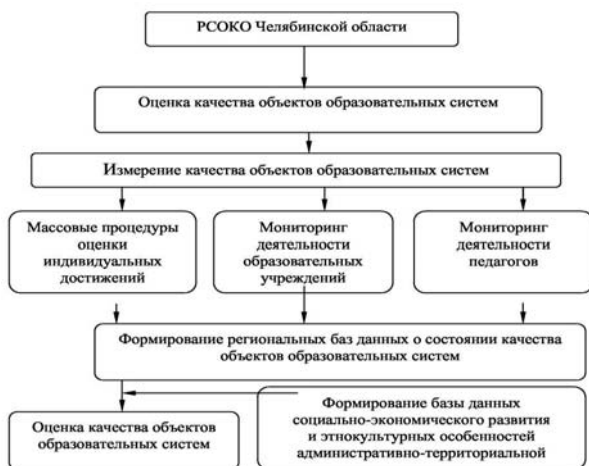 РСОКО Челябинской области
Оценка качества объектов образовательных систем
Измерение качества объектов образовательных систем
Массовые процедуры
оценки
индивидуальных
достижений
Мониторинг
деятельности
образовательных
учреждений
Мониторинг
деятельности
педагогов
Формирование региональных баз данных о состоянии качества
объектов образовательных систем
Оценка качества объектов
образовательных систем
Формирование базы данных
социально-экономического развития
и этнокультурных особенностей
административно-территориальной